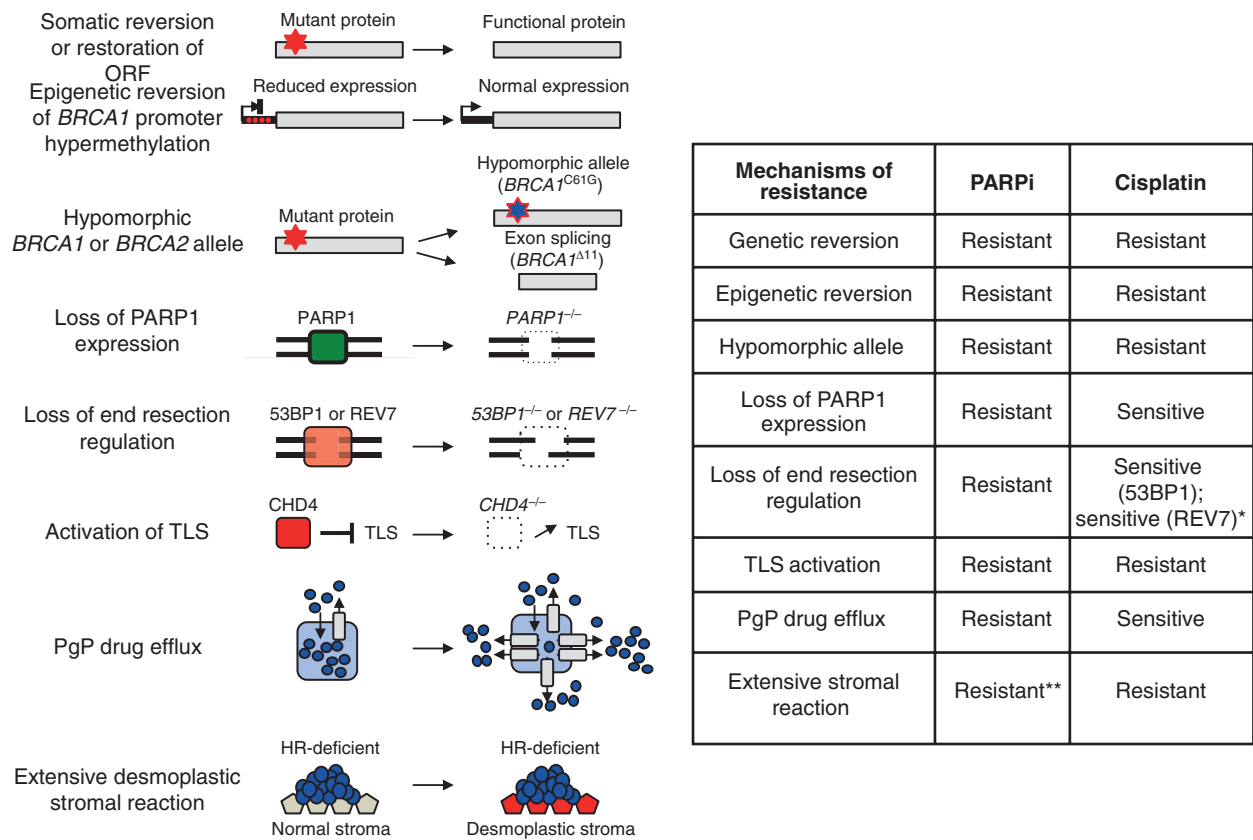 Somatic reversion
or restoration of
ORF
Mutant protein
Functional protein
Epigenetic reversion
of BRCA1 promoter
hypermethylation
Reduced expression
Normal expression
Hypomorphic
BRCA1 or BRCA2 allele
Mutant protein
Hypomorphic allele
(BRCA1C61G)
Exon splicing
(BRCA1Δ11)
Loss of PARP1
expression
PARP1
PARP1–/–
Loss of end resection
regulation
53BP1 or REV7
53BP1–/– or REV7 –/–
Activation of TLS
CHD4
TLS
CHD4–/–
TLS
PgP drug efflux
Extensive desmoplastic
stromal reaction
HR-deficient
Normal stroma
HR-deficient
Desmoplastic stroma
Mechanisms of
resistance
PARPi
Cisplatin
Genetic reversion
Resistant
Resistant
Epigenetic reversion
Resistant
Resistant
Hypomorphic allele
Resistant
Resistant
Loss of PARP1
expression
Resistant
Sensitive
Loss of end resection
regulation
Resistant
Sensitive
(53BP1);
sensitive (REV7)*
TLS activation
Resistant
Resistant
PgP drug efflux
Resistant
Sensitive
Extensive stromal
reaction
Resistant**
Resistant